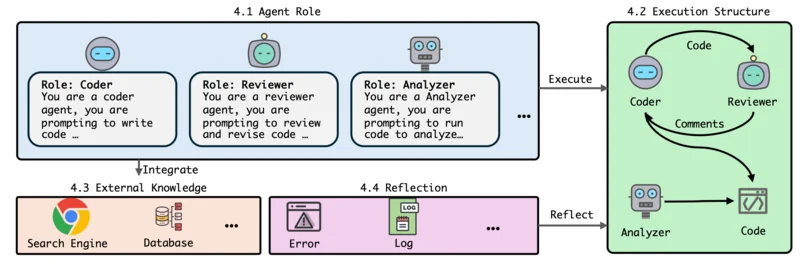 4.1 Agent Role
4.2 Execution Structure
Role: Coder
You are a coder
agent, you are
prompting to write
code …
Role: Reviewer
You are a reviewer
agent, you are
prompting to review
and revise code …
Role: Analyzer
You are a Analyzer
agent, you are
prompting to run
code to analyze…
...
Execute
Code
Coder
Reviewer
Comments
Analyzer
Code
Integrate
4.3 External Knowledge
Search Engine
Database
...
4.4 Reflection
Error
LOG
Log
...
Reflect